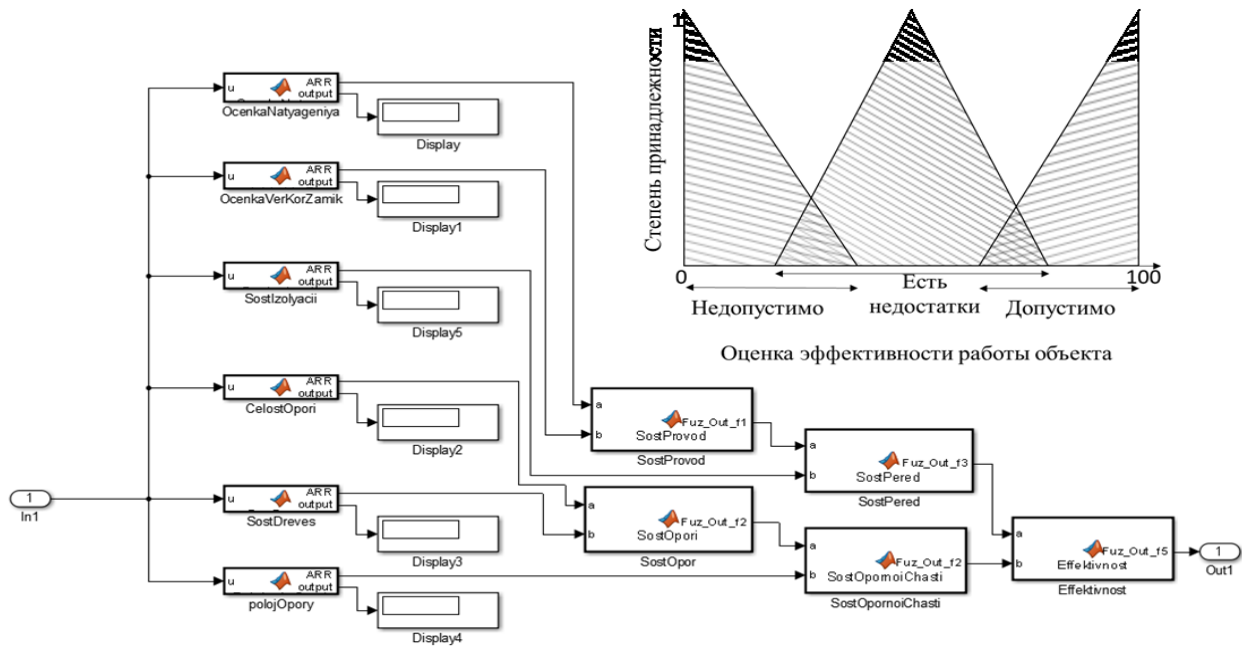 u
ARR
output
OcenkaNatyageniya
Display
u
ARR
output
OcenkaVerKorZamik
Display1
u
ARR
output
SostIzolyacii
Display5
u
ARR
output
CelostOpori
Display2
u
ARR
output
SostDreves
Display3
u
ARR
output
polojOpory
Display4
1
In1
a
b
Fuz_Out_f1
SostProvod
SostProvod
a
b
Fuz_Out_f2
SostOpori
SostOpor
a
b
Fuz_Out_f3
SostPered
SostPered
a
b
Fuz_Out_f2
SostOpornoiChasti
SostOpornoiChasti
a
b
Fuz_Out_f5
Effektivnost
Effektivnost
1
Out1
1
Степень принадлежности
0
100
Недопустимо
Есть
недостатки
Допустимо
Оценка эффективности работы объекта